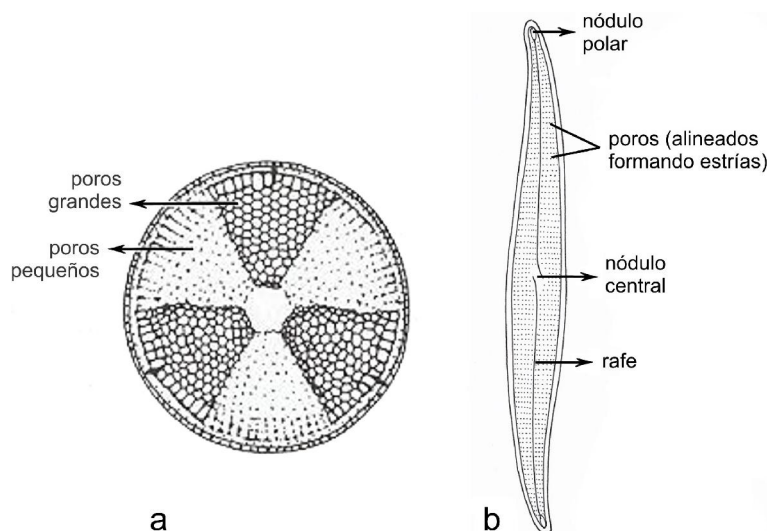 poros
grandes
poros
pequeños
a
nódulo
polar
poros (alineados
formando estrías)
nódulo
central
rafe
b